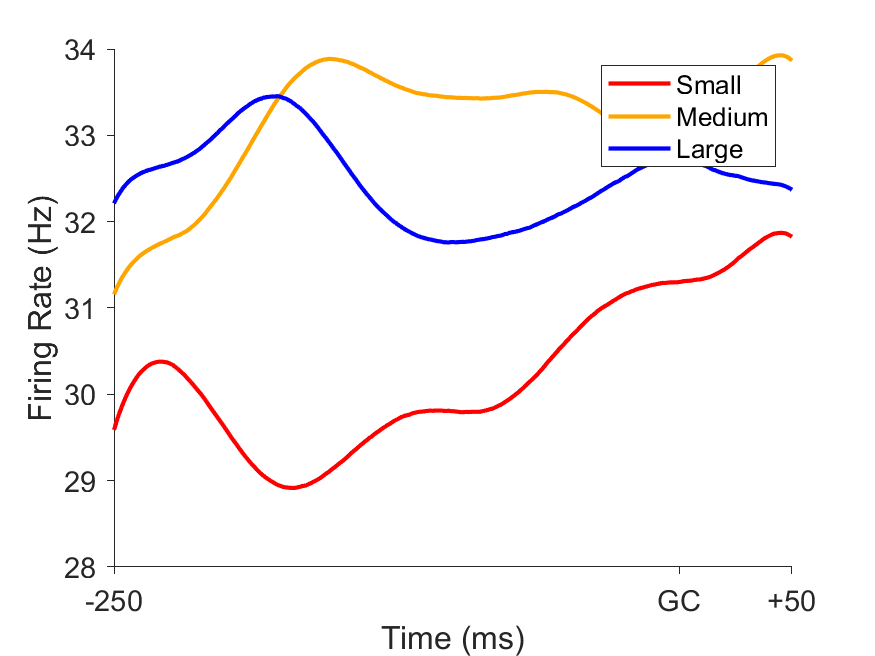 34
33
32
31
30
29
28
Firing Rate (Hz)
Small
Medium
Large
-250
GC
+50
Time (ms)